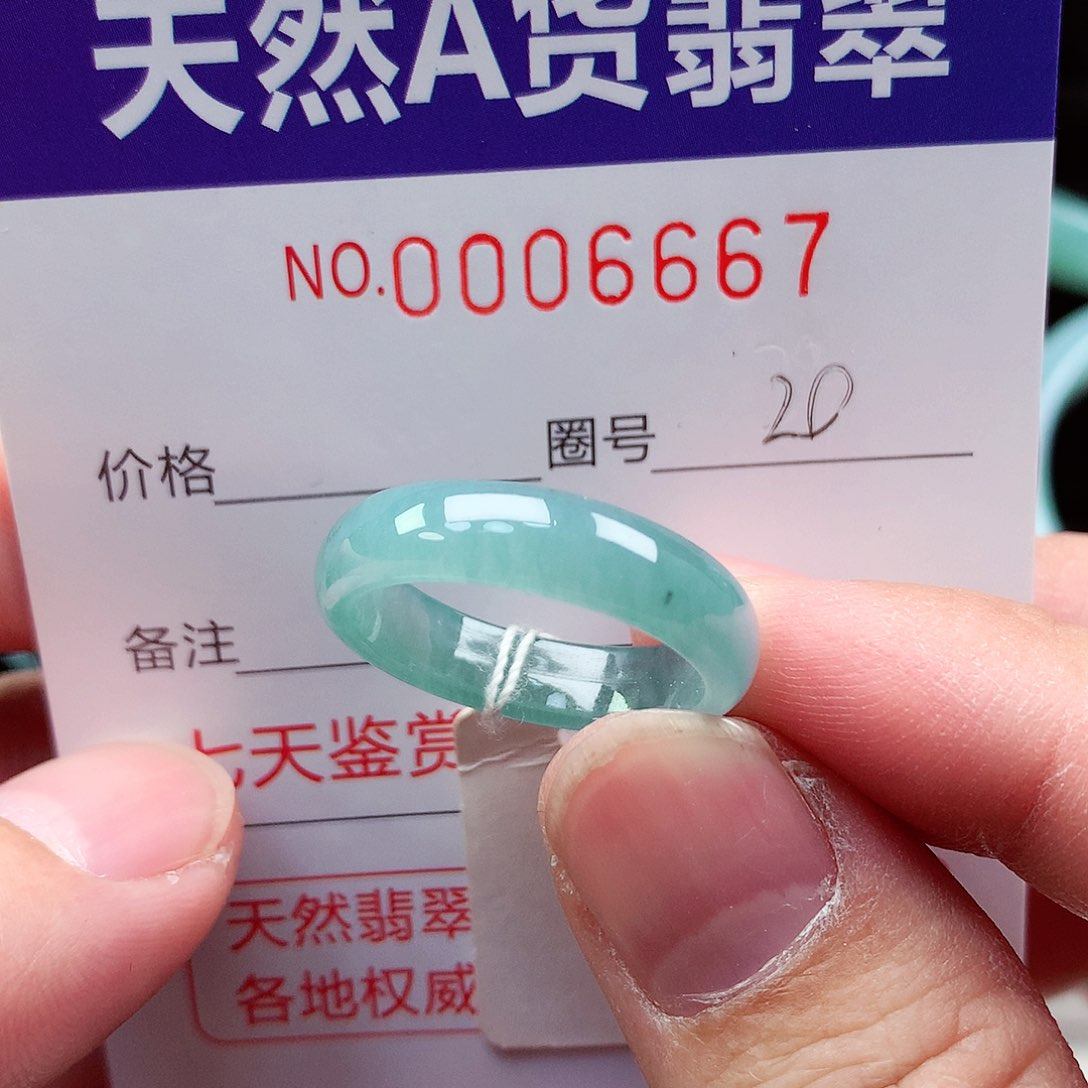 天然A货翡翠
NO.0006667
价格 圈号 20
备注
七天鉴赏
天然翡翠
各地权威